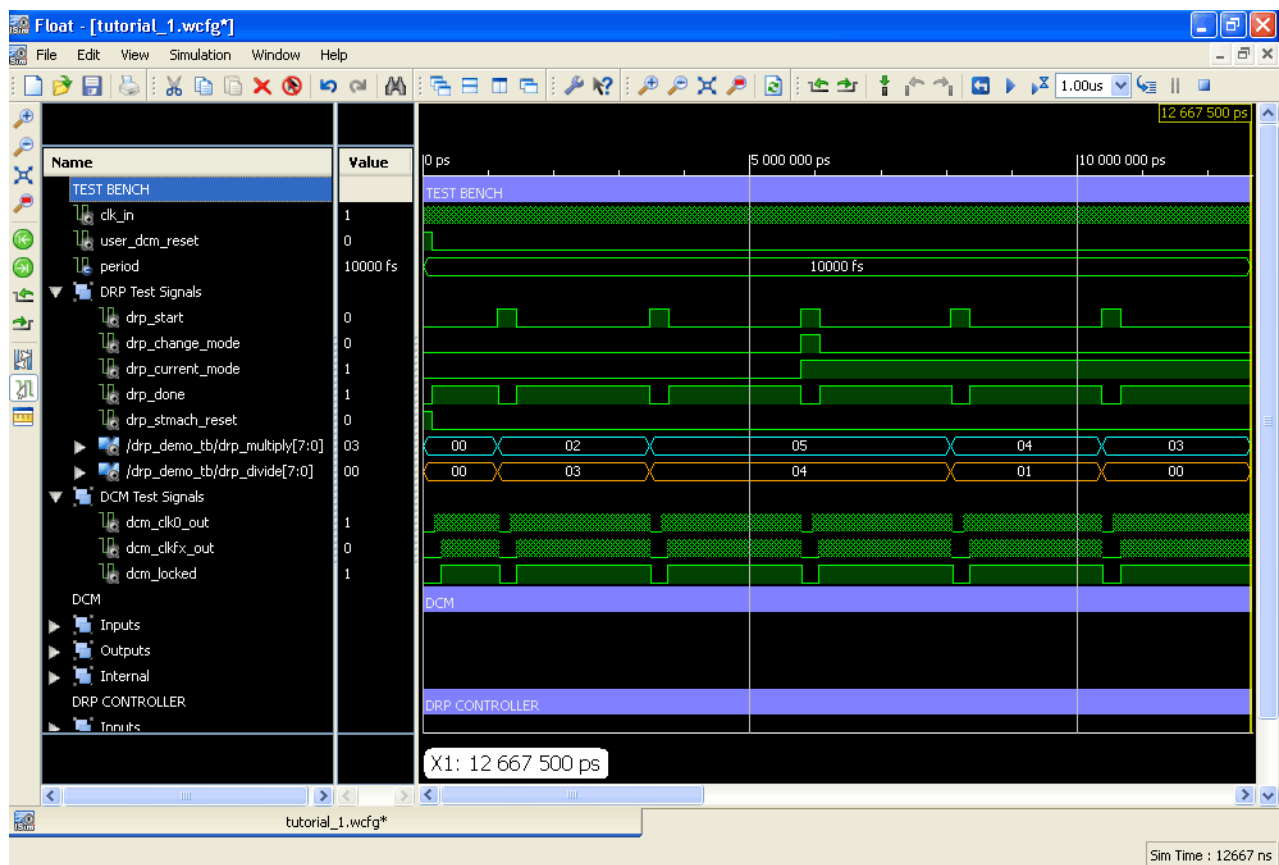 Float - [tutorial_1.wcfg*]
File Edit View Simulation Window Help
1.00us
12 667 500 ps
Name Value 0 ps 5 000 000 ps 10 000 000 ps
TEST BENCH TEST BENCH
clk_in 1
user_dcm_reset 0
period 10000 fs 10000 fs
DRP Test Signals
drp_start 0
drp_change_mode 0
drp_current_mode 1
drp_done 1
drp_stmach_reset 0
/drp_demo_tb/drp_multiply[7:0] 03 00 02 05 04 03
/drp_demo_tb/drp_divide[7:0] 00 00 03 04 01 00
DCM Test Signals
dcm_clk0_out 1
dcm_clkfx_out 0
dcm_locked 1
DCM DCM
Inputs
Outputs
Internal
DRP CONTROLLER DRP CONTROLLER
Inputs
X1: 12 667 500 ps
tutorial_1.wcfg*
Sim Time : 12667 ns